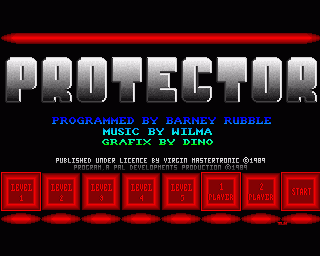 PROTECTOR
PROGRAMMED BY BARNEY RUBBLE
MUSIC BY WILMA
GRAFIX BY DINO
PUBLISHED UNDER LICENCE BY VIRGIN MASTERTRONIC ©1989
PROGRAM A PAL DEVELOPMENTS PRODUCTION ©1989
LEVEL 1
LEVEL 2
LEVEL 3
LEVEL 4
LEVEL 5
1 PLAYER
2 PLAYER
START